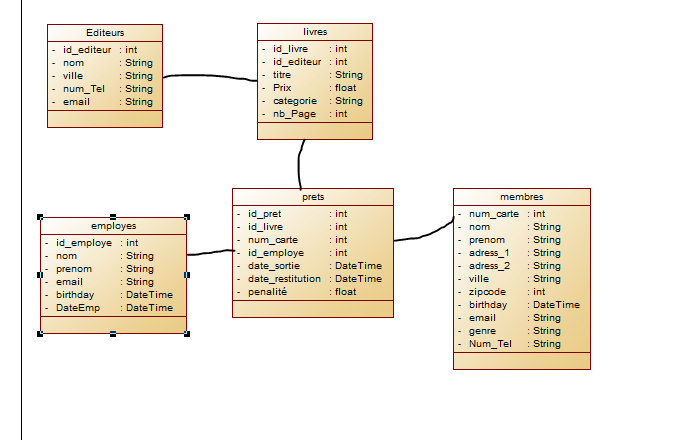 Editeurs
- id_editeur : int
- nom : String
- ville : String
- num_Tel : String
- email : String
livres
- id_livre : int
- id_editeur : int
- titre : String
- Prix : float
- categorie : String
- nb_Page : int
employes
- id_employe : int
- nom : String
- prenom : String
- email : String
- birthday : DateTime
- DateEmp : DateTime
prets
- id_pret : int
- id_livre : int
- num_carte : int
- id_employe : int
- date_sortie : DateTime
- date_restitution : DateTime
- penalité : float
membres
- num_carte : int
- nom : String
- prenom : String
- adress_1 : String
- adress_2 : String
- ville : String
- zipcode : int
- birthday : DateTime
- email : String
- genre : String
- Num_Tel : String